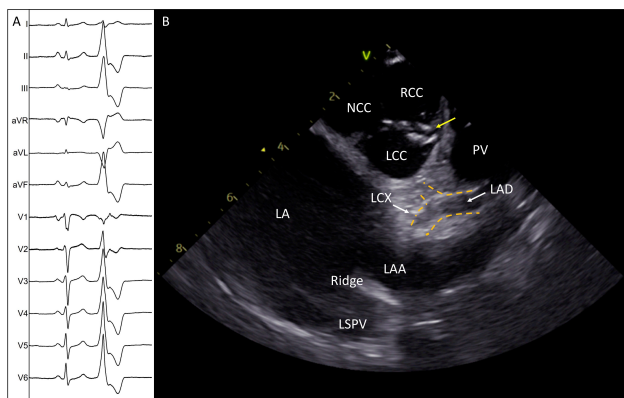 A
I
II
III
aVR
aVL
aVF
V1
V2
V3
V4
V5
V6
B
V
2
4
6
8
NCC
RCC
LCC
PV
LCX
LAD
LA
LAA
Ridge
LSPV